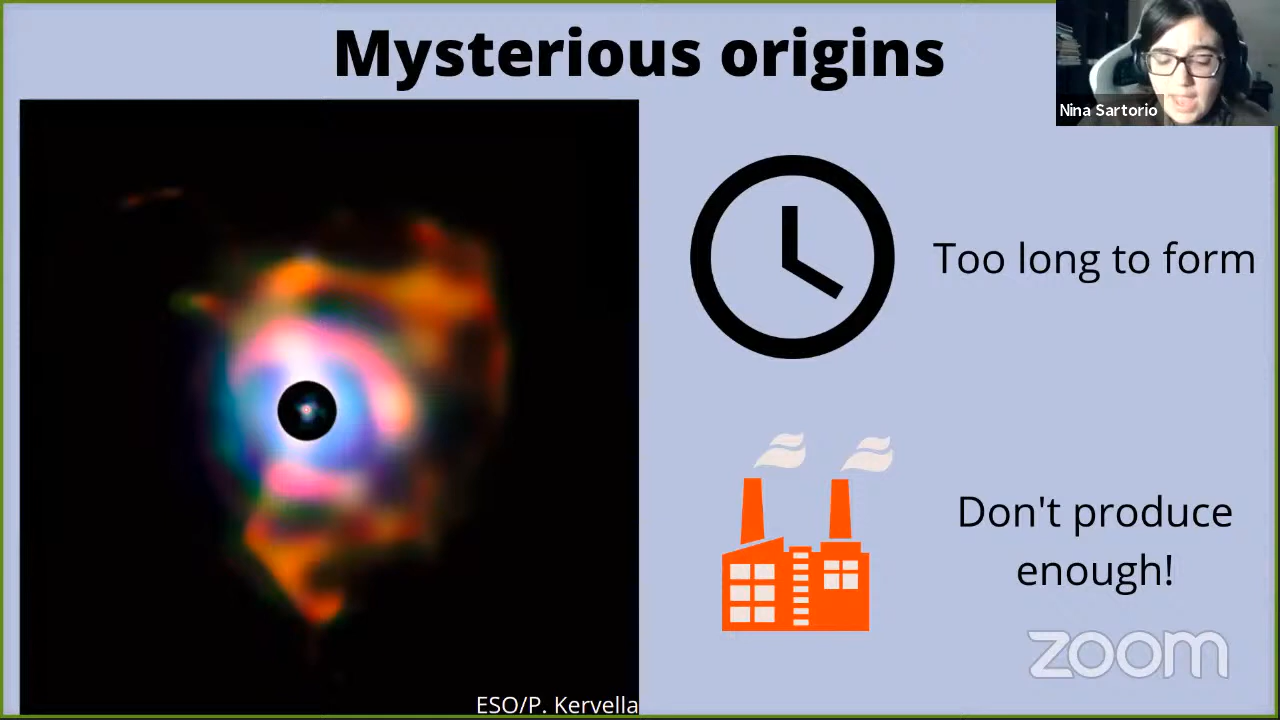 Mysterious origins
Nina Sartorio
Too long to form
Don't produce
enough!
ESO/P. Kervella
zoom